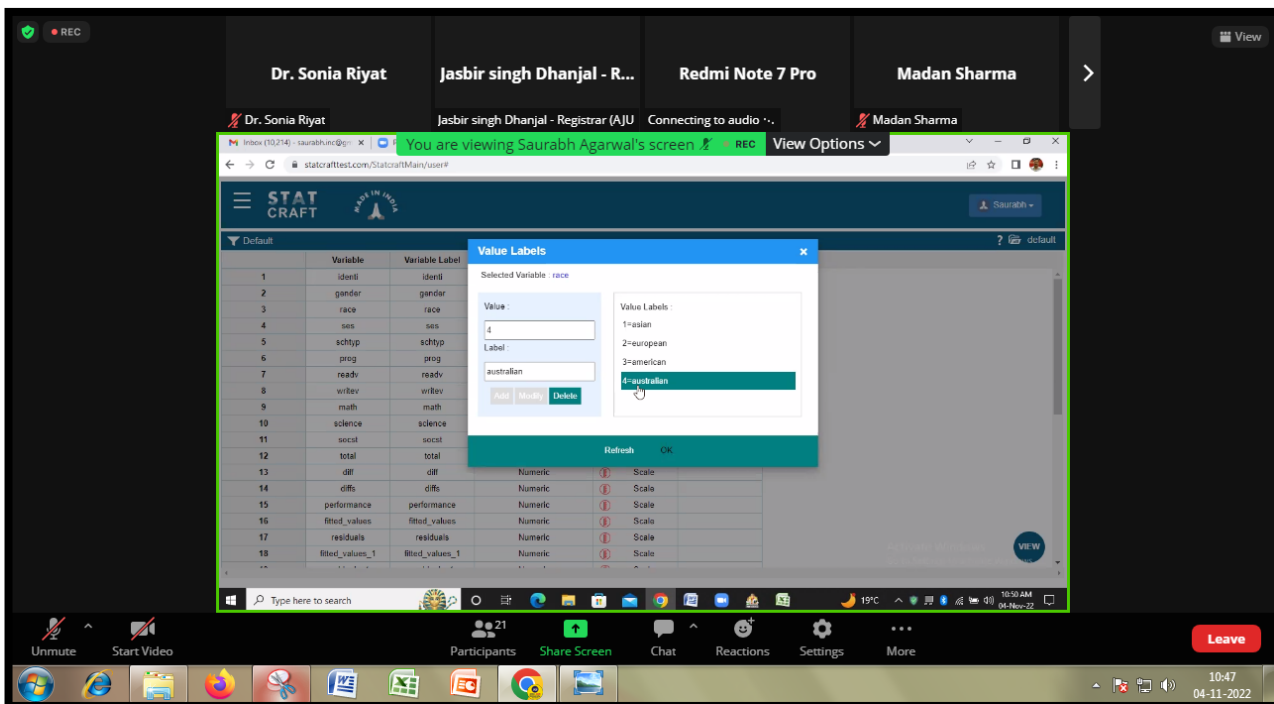 REC
View
Dr. Sonia Riyat
Jasbir singh Dhanjal - R...
Redmi Note 7 Pro
Madan Sharma
Dr. Sonia Riyat
Jasbir singh Dhanjal - Registrar (AJU
Connecting to audio
Madan Sharma
Inbox (10,214) - saurabh.inc@gm
You are viewing Saurabh Agarwal's screen
REC
View Options
statcrafttest.com/StatcraftMain/user#
STAT
CRAFT
MADE IN INDIA
Saurabh
Default
? default
Variable Variable Label
1 identi identi
2 gender gender
3 race race
4 ses ses
5 schtyp schtyp
6 prog prog
7 readv readv
8 writev writev
9 math math
10 science science
11 socst socst
12 total total
13 diff diff Numeric Scale
14 diffs diffs Numeric Scale
15 performance performance Numeric Scale
16 fitted_values fitted_values Numeric Scale
17 residuals residuals Numeric Scale
18 fitted_values_1 fitted_values_1 Numeric Scale
Value Labels
Selected Variable : race
Value :
4
Label :
australian
Add Modify Delete
Value Labels :
1=asian
2=european
3=american
4=australian
Refresh OK
VIEW
Type here to search
19°C
10:50 AM
04-Nov-22
Unmute
Start Video
Participants
21
Share Screen
Chat
Reactions
Settings
More
Leave
10:47
04-11-2022